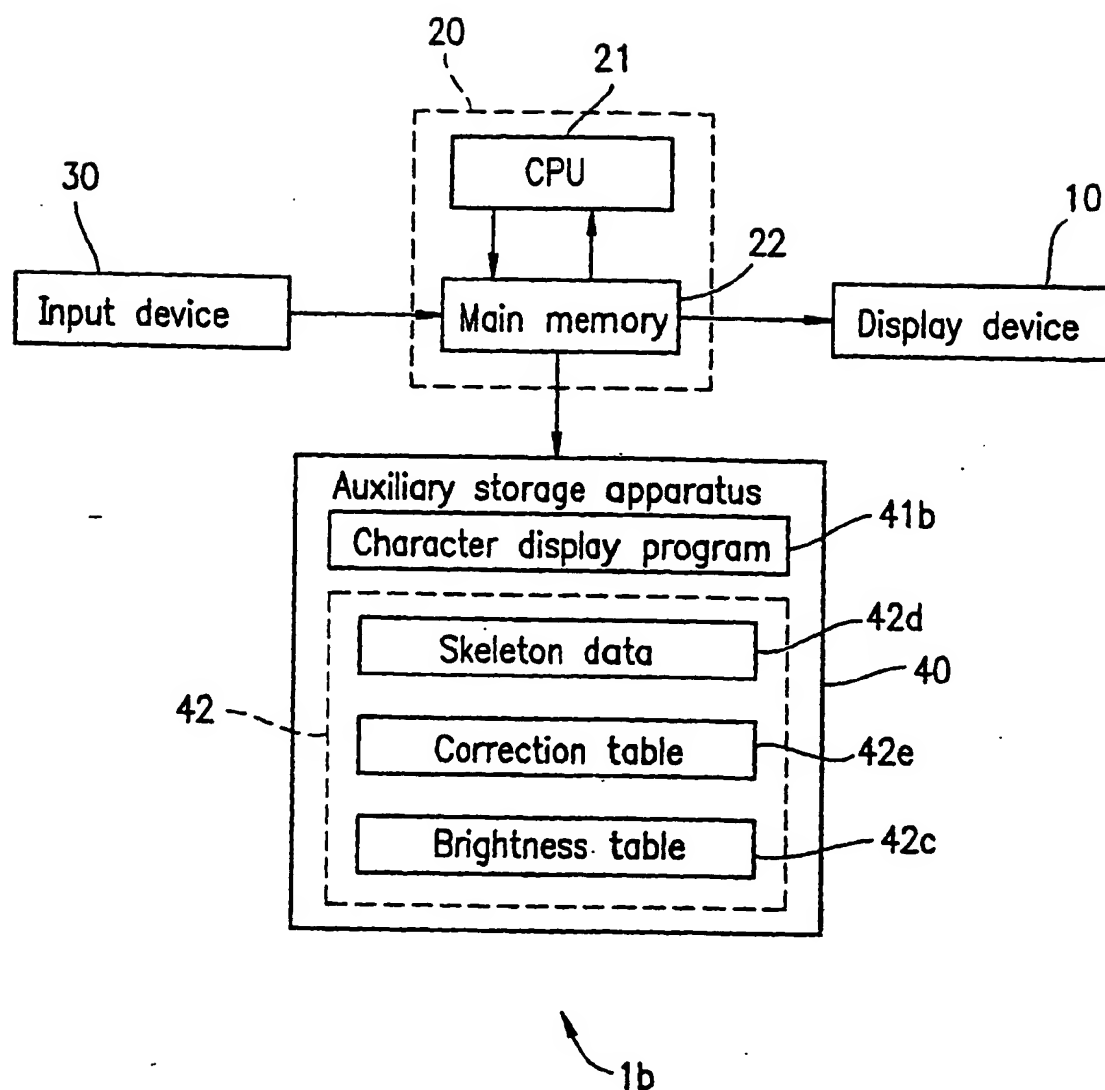 20
21
CPU
30
10
22
Input device
Main memory
Display device
Auxiliary storage apparatus
41b
Character display program
42d
Skeleton data
40
42
Correction table
42e
Brightness table
42c
1b